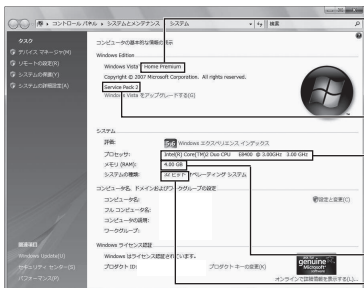 コントロール パネル ▸ システムとメンテナンス ▸ システム
検索
タスク
デバイス マネージャ(M)
リモートの設定(R)
システムの保護(Y)
システムの詳細設定(A)
コンピュータの基本的な情報の表示
Windows Edition
Windows Vista Home Premium
Copyright © 2007 Microsoft Corporation. All rights reserved.
Service Pack 2
Windows Vista をアップグレードする(G)
システム
評価: Windows エクスペリエンス インデックス
プロセッサ: Intel(R) Core(TM)2 Duo CPU E8400 @ 3.00GHz 3.00 GHz
メモリ (RAM): 4.00 GB
システムの種類: 32 ビット オペレーティング システム
コンピュータ名、ドメインおよびワークグループの設定
コンピュータ名: 設定と変更(C)
フル コンピュータ名:
コンピュータの説明:
ワークグループ:
Windows ライセンス認証
Windows はライセンス認証されています。
プロダクト ID: プロダクト キーの変更(K)
genuine
Microsoft
software
オンラインで詳細情報を表示する(L)...
関連項目
Windows Update(U)
セキュリティ センター(S)
パフォーマンス(P)